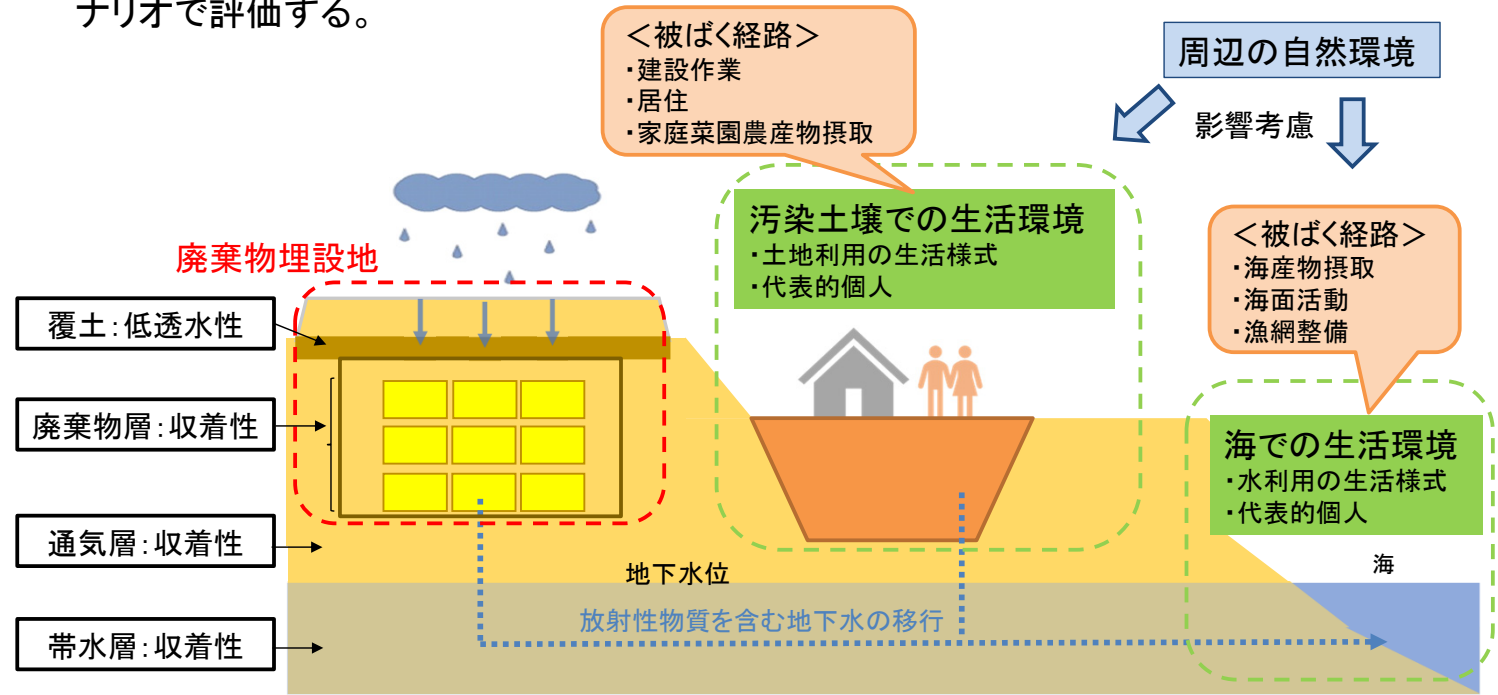 ナリオで評価する。
＜被ばく経路＞
・建設作業
・居住
・家庭菜園農産物摂取
周辺の自然環境
影響考慮
廃棄物埋設地
汚染土壌での生活環境
・土地利用の生活様式
・代表的個人
＜被ばく経路＞
・海産物摂取
・海面活動
・漁網整備
覆土：低透水性
廃棄物層：収着性
海での生活環境
・水利用の生活様式
・代表的個人
通気層：収着性
地下水位
海
放射性物質を含む地下水の移行
帯水層：収着性